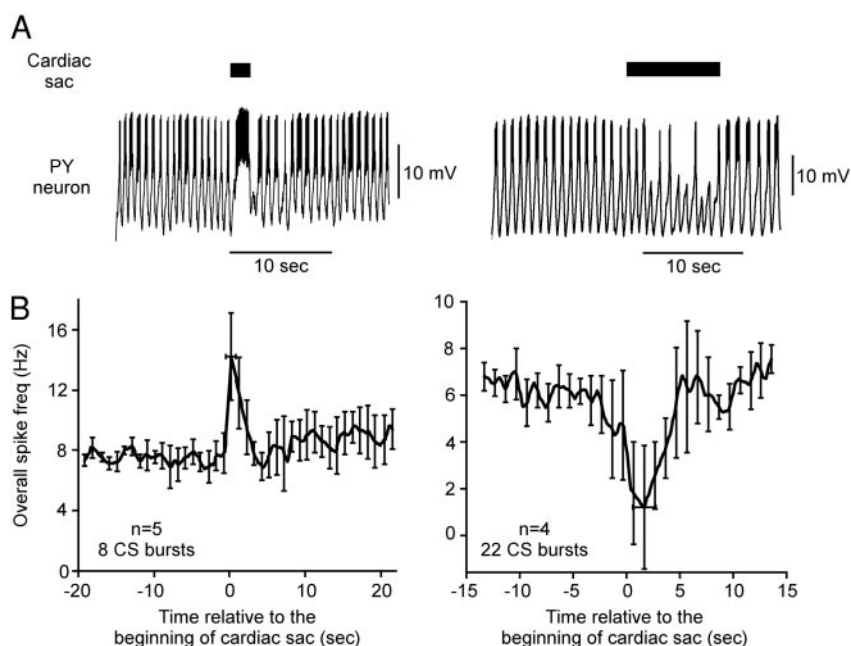 A
Cardiac
sac
PY
neuron
10 mV
10 mV
10 sec
10 sec
B
Overall spike freq (Hz)
16
12
8
4
0
n=5
8 CS bursts
-20 -10 0 10 20
Time relative to the
beginning of cardiac sac (sec)
10
8
6
4
2
0
n=4
22 CS bursts
-15 -10 -5 0 5 10 15
Time relative to the
beginning of cardiac sac (sec)